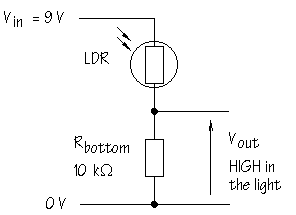 Vin = 9 V
LDR
Rbottom
10 kΩ
Vout
HIGH in
the light
0 V